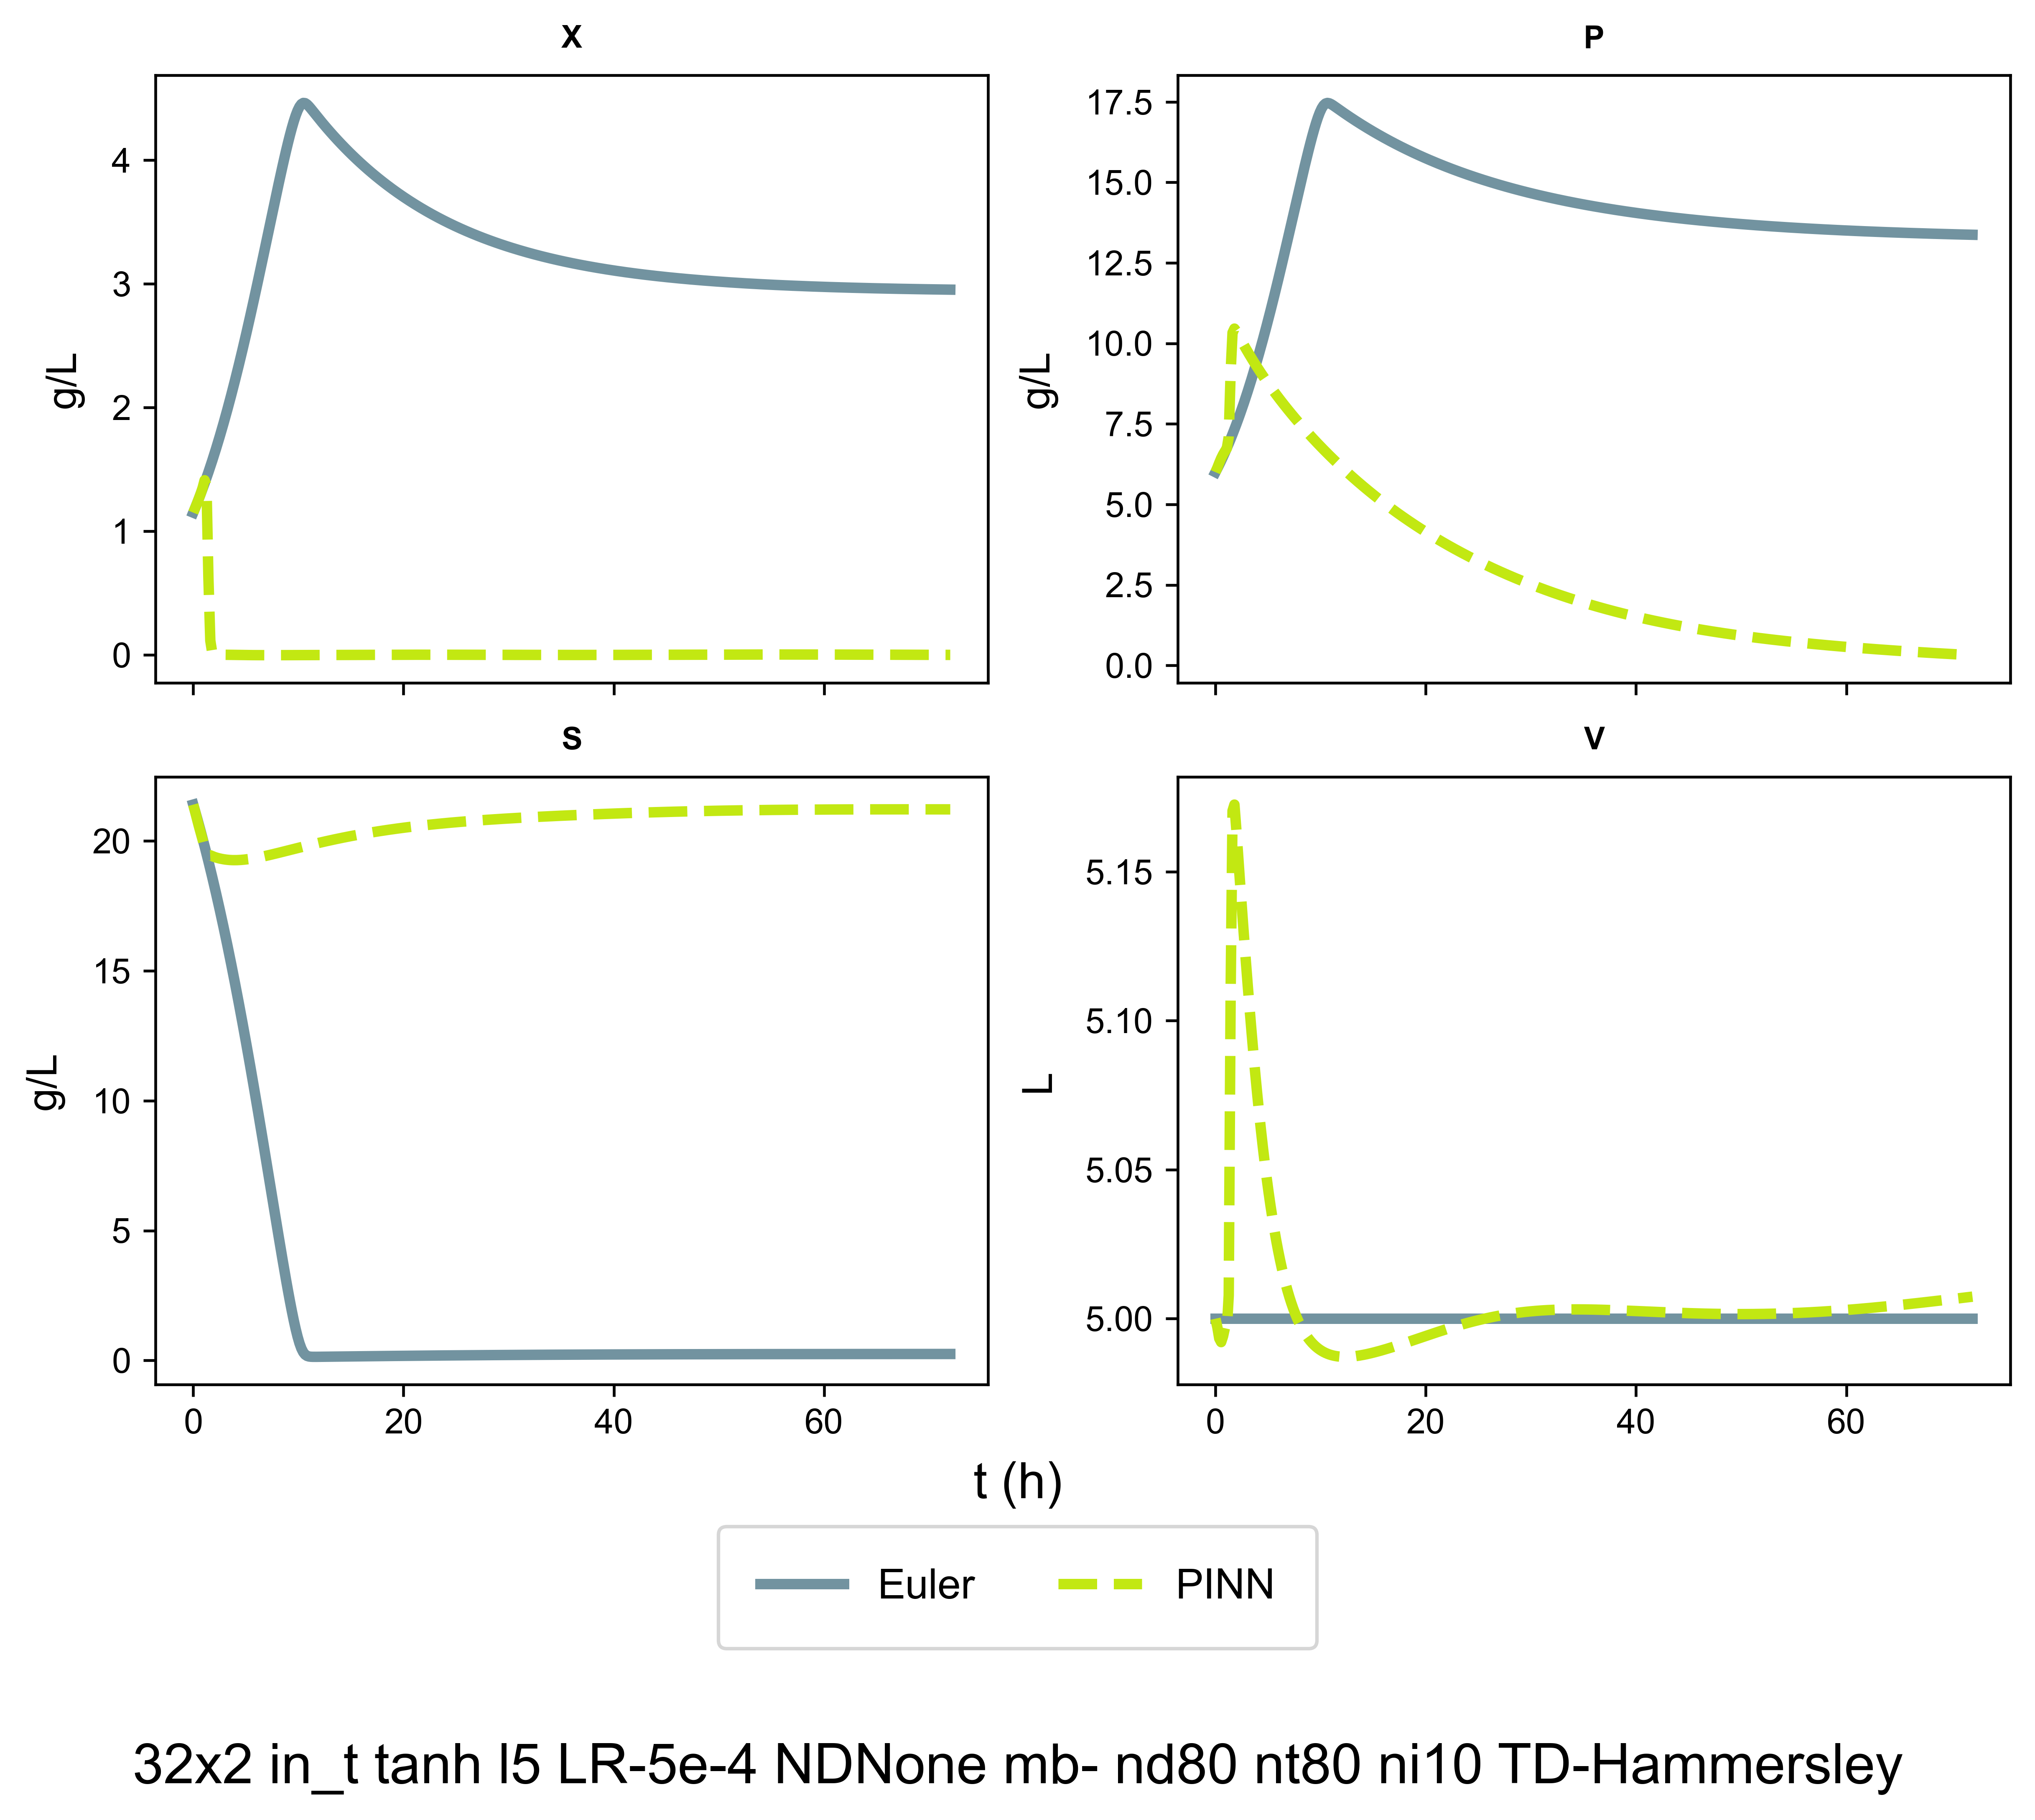 X
4
3
2
1
0
g/L
P
17.5
15.0
12.5
10.0
7.5
5.0
2.5
0.0
g/L
S
20
15
10
5
0
g/L
0 20 40 60
V
5.15
5.10
5.05
5.00
L
0 20 40 60
t (h)
Euler PINN
32x2 in_t tanh l5 LR-5e-4 NDNone mb- nd80 nt80 ni10 TD-Hammersley